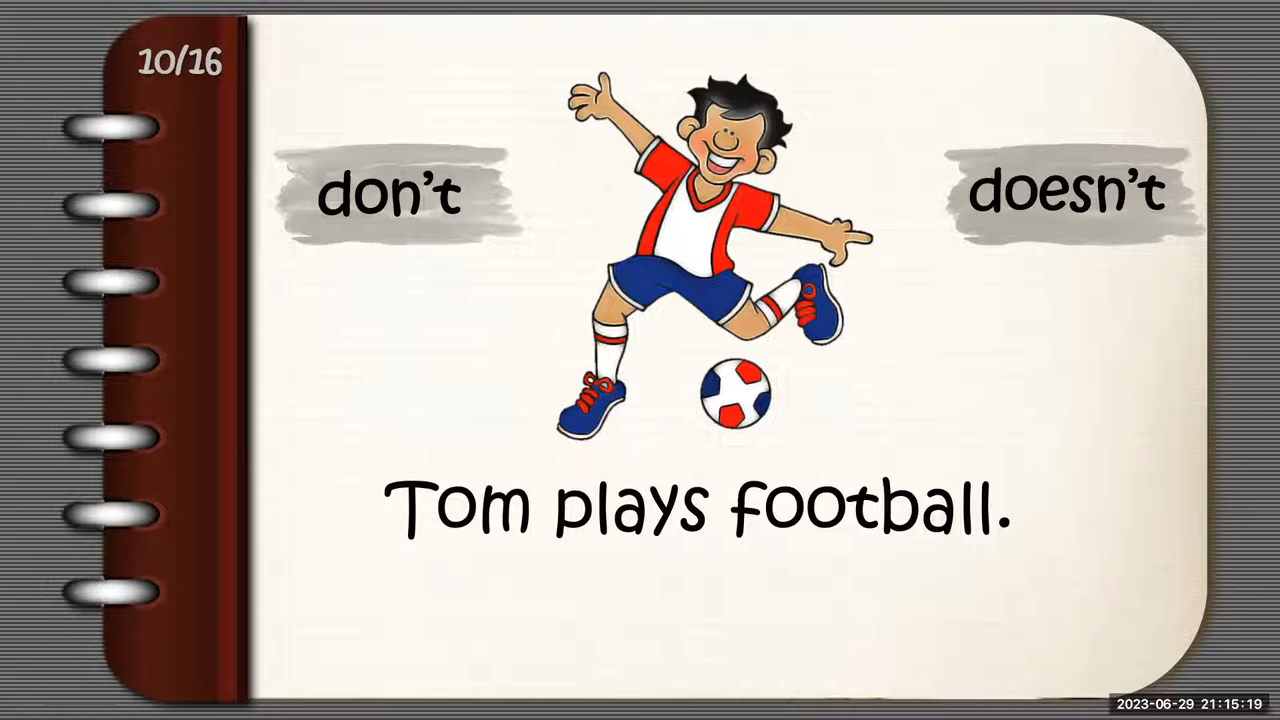 10/16
don't
doesn't
Tom plays football.
2023-06-29 21:15:19